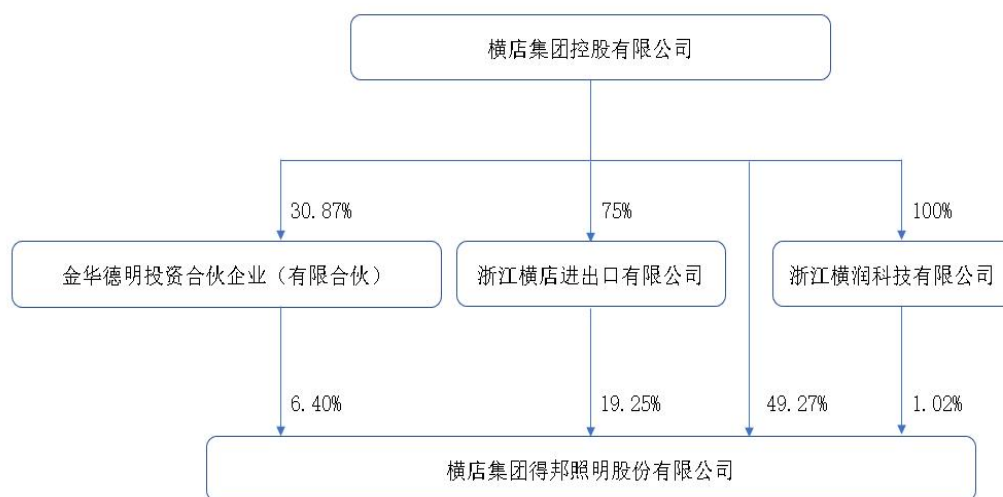 横店集团控股有限公司
30.87%
75%
100%
金华德明投资合伙企业（有限合伙）
浙江横店进出口有限公司
浙江横润科技有限公司
6.40%
19.25%
49.27%
1.02%
横店集团得邦照明股份有限公司